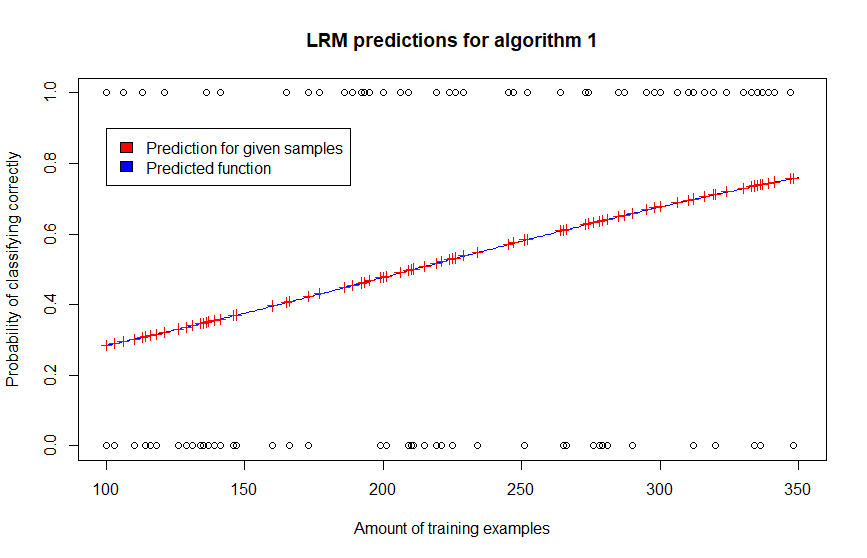 LRM predictions for algorithm 1
Probability of classifying correctly
1.0
0.8
0.6
0.4
0.2
0.0
Prediction for given samples
Predicted function
100 150 200 250 300 350
Amount of training examples